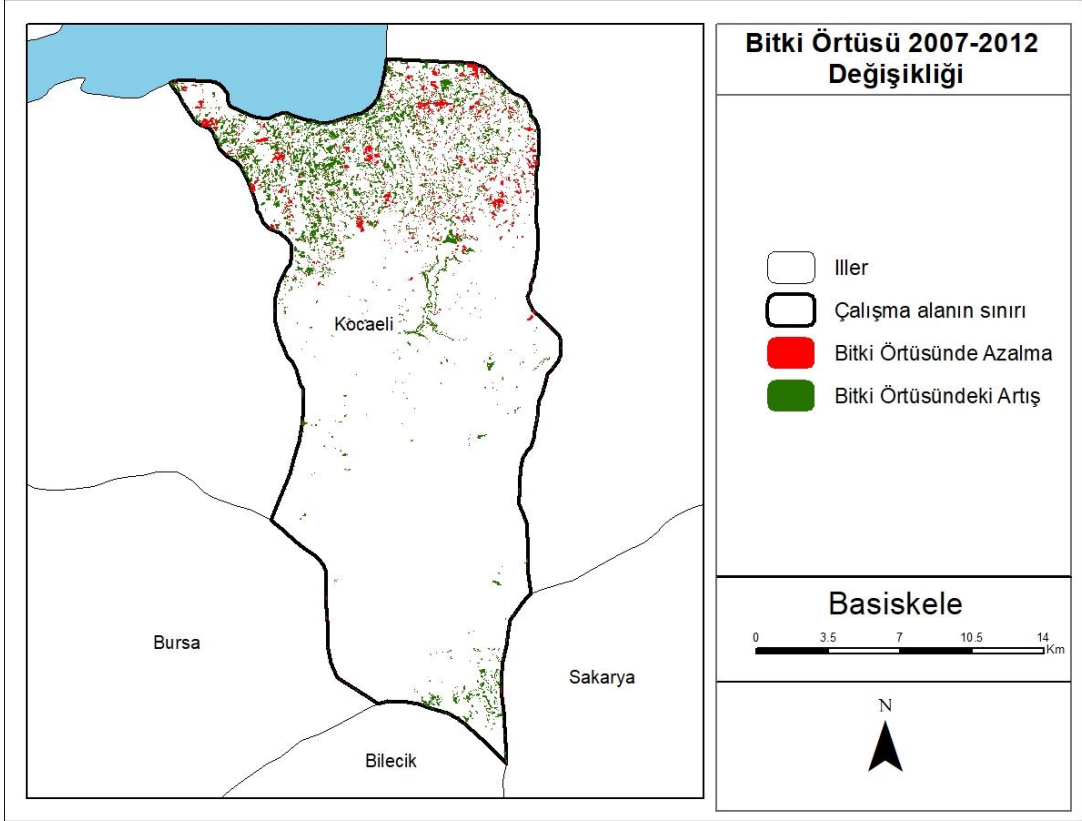 Bitki Örtüsü 2007-2012
Değişikliği
Iller
Çalışma alanın sınırı
Bitki Örtüsünde Azalma
Bitki Örtüsündeki Artış
Kocaeli
Bursa
Sakarya
Bilecik
Basiskele
0 3.5 7 10.5 14
Km
N